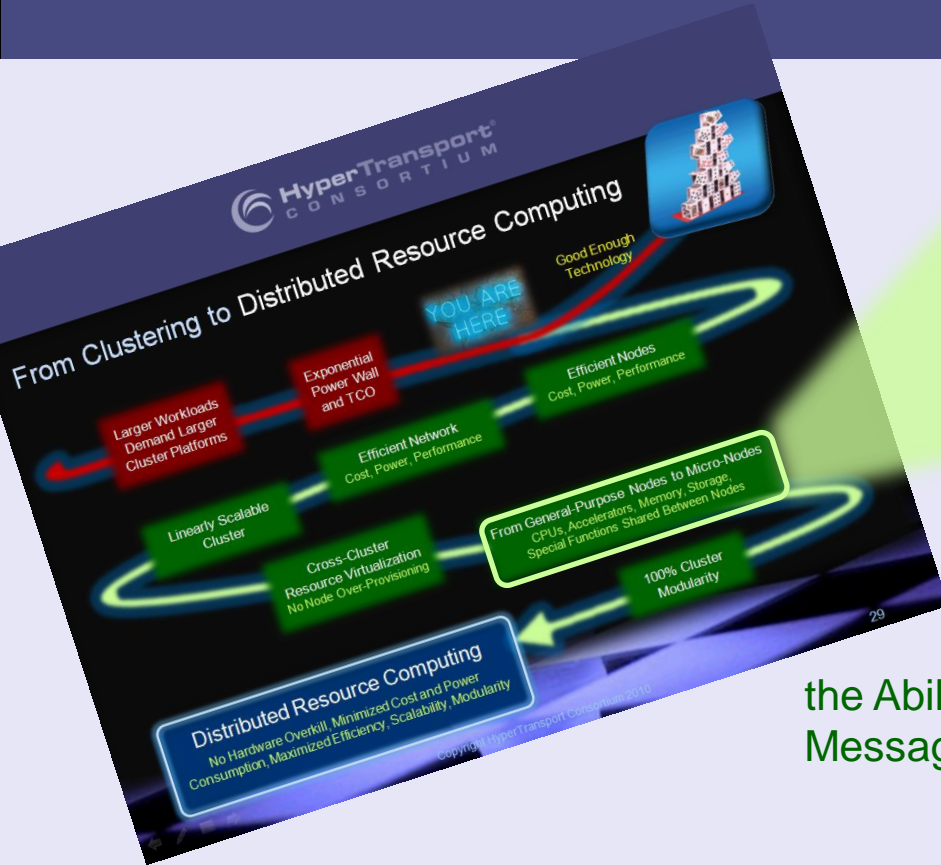 HyperTransport®
CONSORTIUM
From Clustering to Distributed Resource Computing
Good Enough
Technology
YOU ARE
HERE
Larger Workloads
Demand Larger
Cluster Platforms
Exponential
Power Wall
and TCO
Efficient Nodes
Cost, Power, Performance
Efficient Network
Cost, Power, Performance
Linearly Scalable
Cluster
Cross-Cluster
Resource Virtualization
No Node Over-Provisioning
From General-Purpose Nodes to Micro-Nodes
CPUs, Accelerators, Memory, Storage,
Special Functions Shared Between Nodes
100% Cluster
Modularity
Distributed Resource Computing
No Hardware Overkill, Minimized Cost and Power
Consumption, Maximized Efficiency, Scalability, Modularity
Copyright HyperTransport Consortium 2010
29
the Abil
Messag